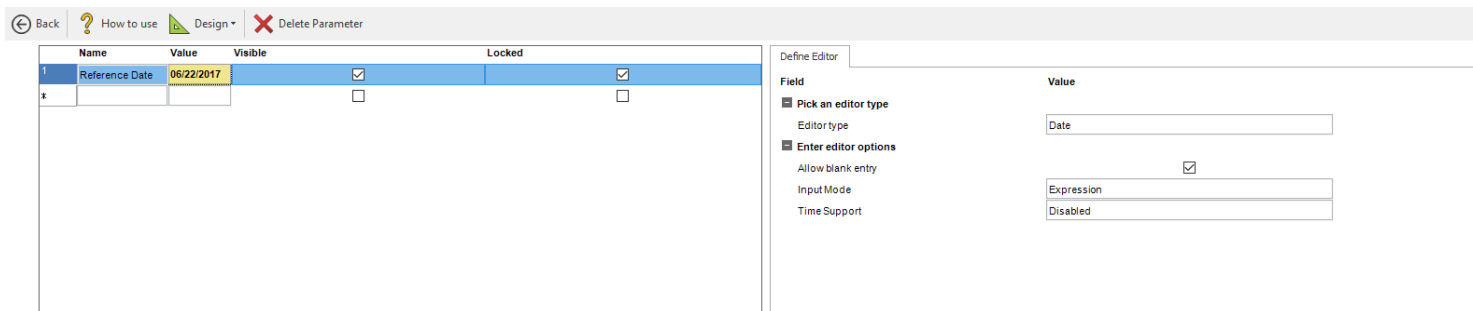 Back How to use Design Delete Parameter
Name Value Visible Locked
1 Reference Date 06/22/2017
*
Define Editor
Field Value
Pick an editor type
Editor type Date
Enter editor options
Allow blank entry
Input Mode Expression
Time Support Disabled